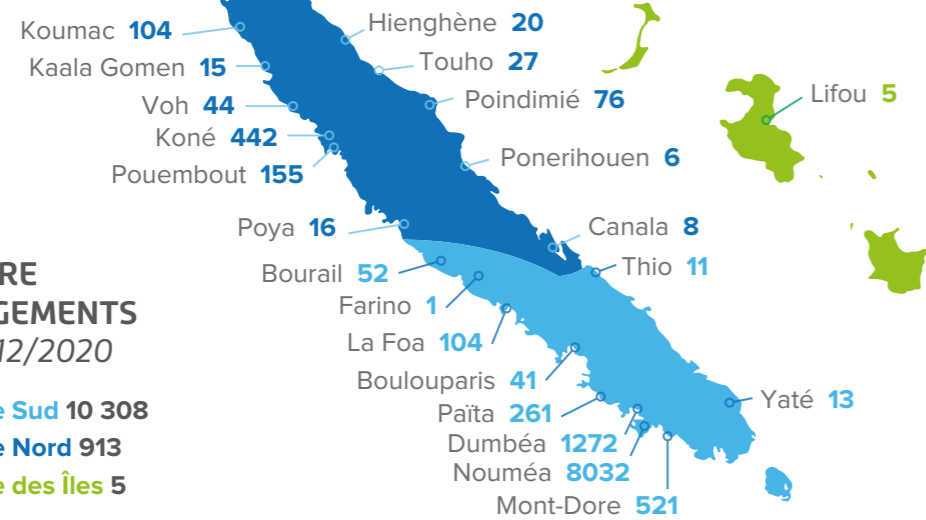 Koumac 104
Hienghène 20
Kaala Gomen 15
Touho 27
Voh 44
Poindimié 76
Lifou 5
Koné 442
Pouembout 155
Ponerihouen 6
Poya 16
Canala 8
Bourail 52
Thio 11
Farino 1
La Foa 104
Boulouparis 41
Païta 261
Yaté 13
Dumbéa 1272
Nouméa 8032
Mont-Dore 521
RE
GEMENTS
12/2020
e Sud 10 308
e Nord 913
e des Îles 5